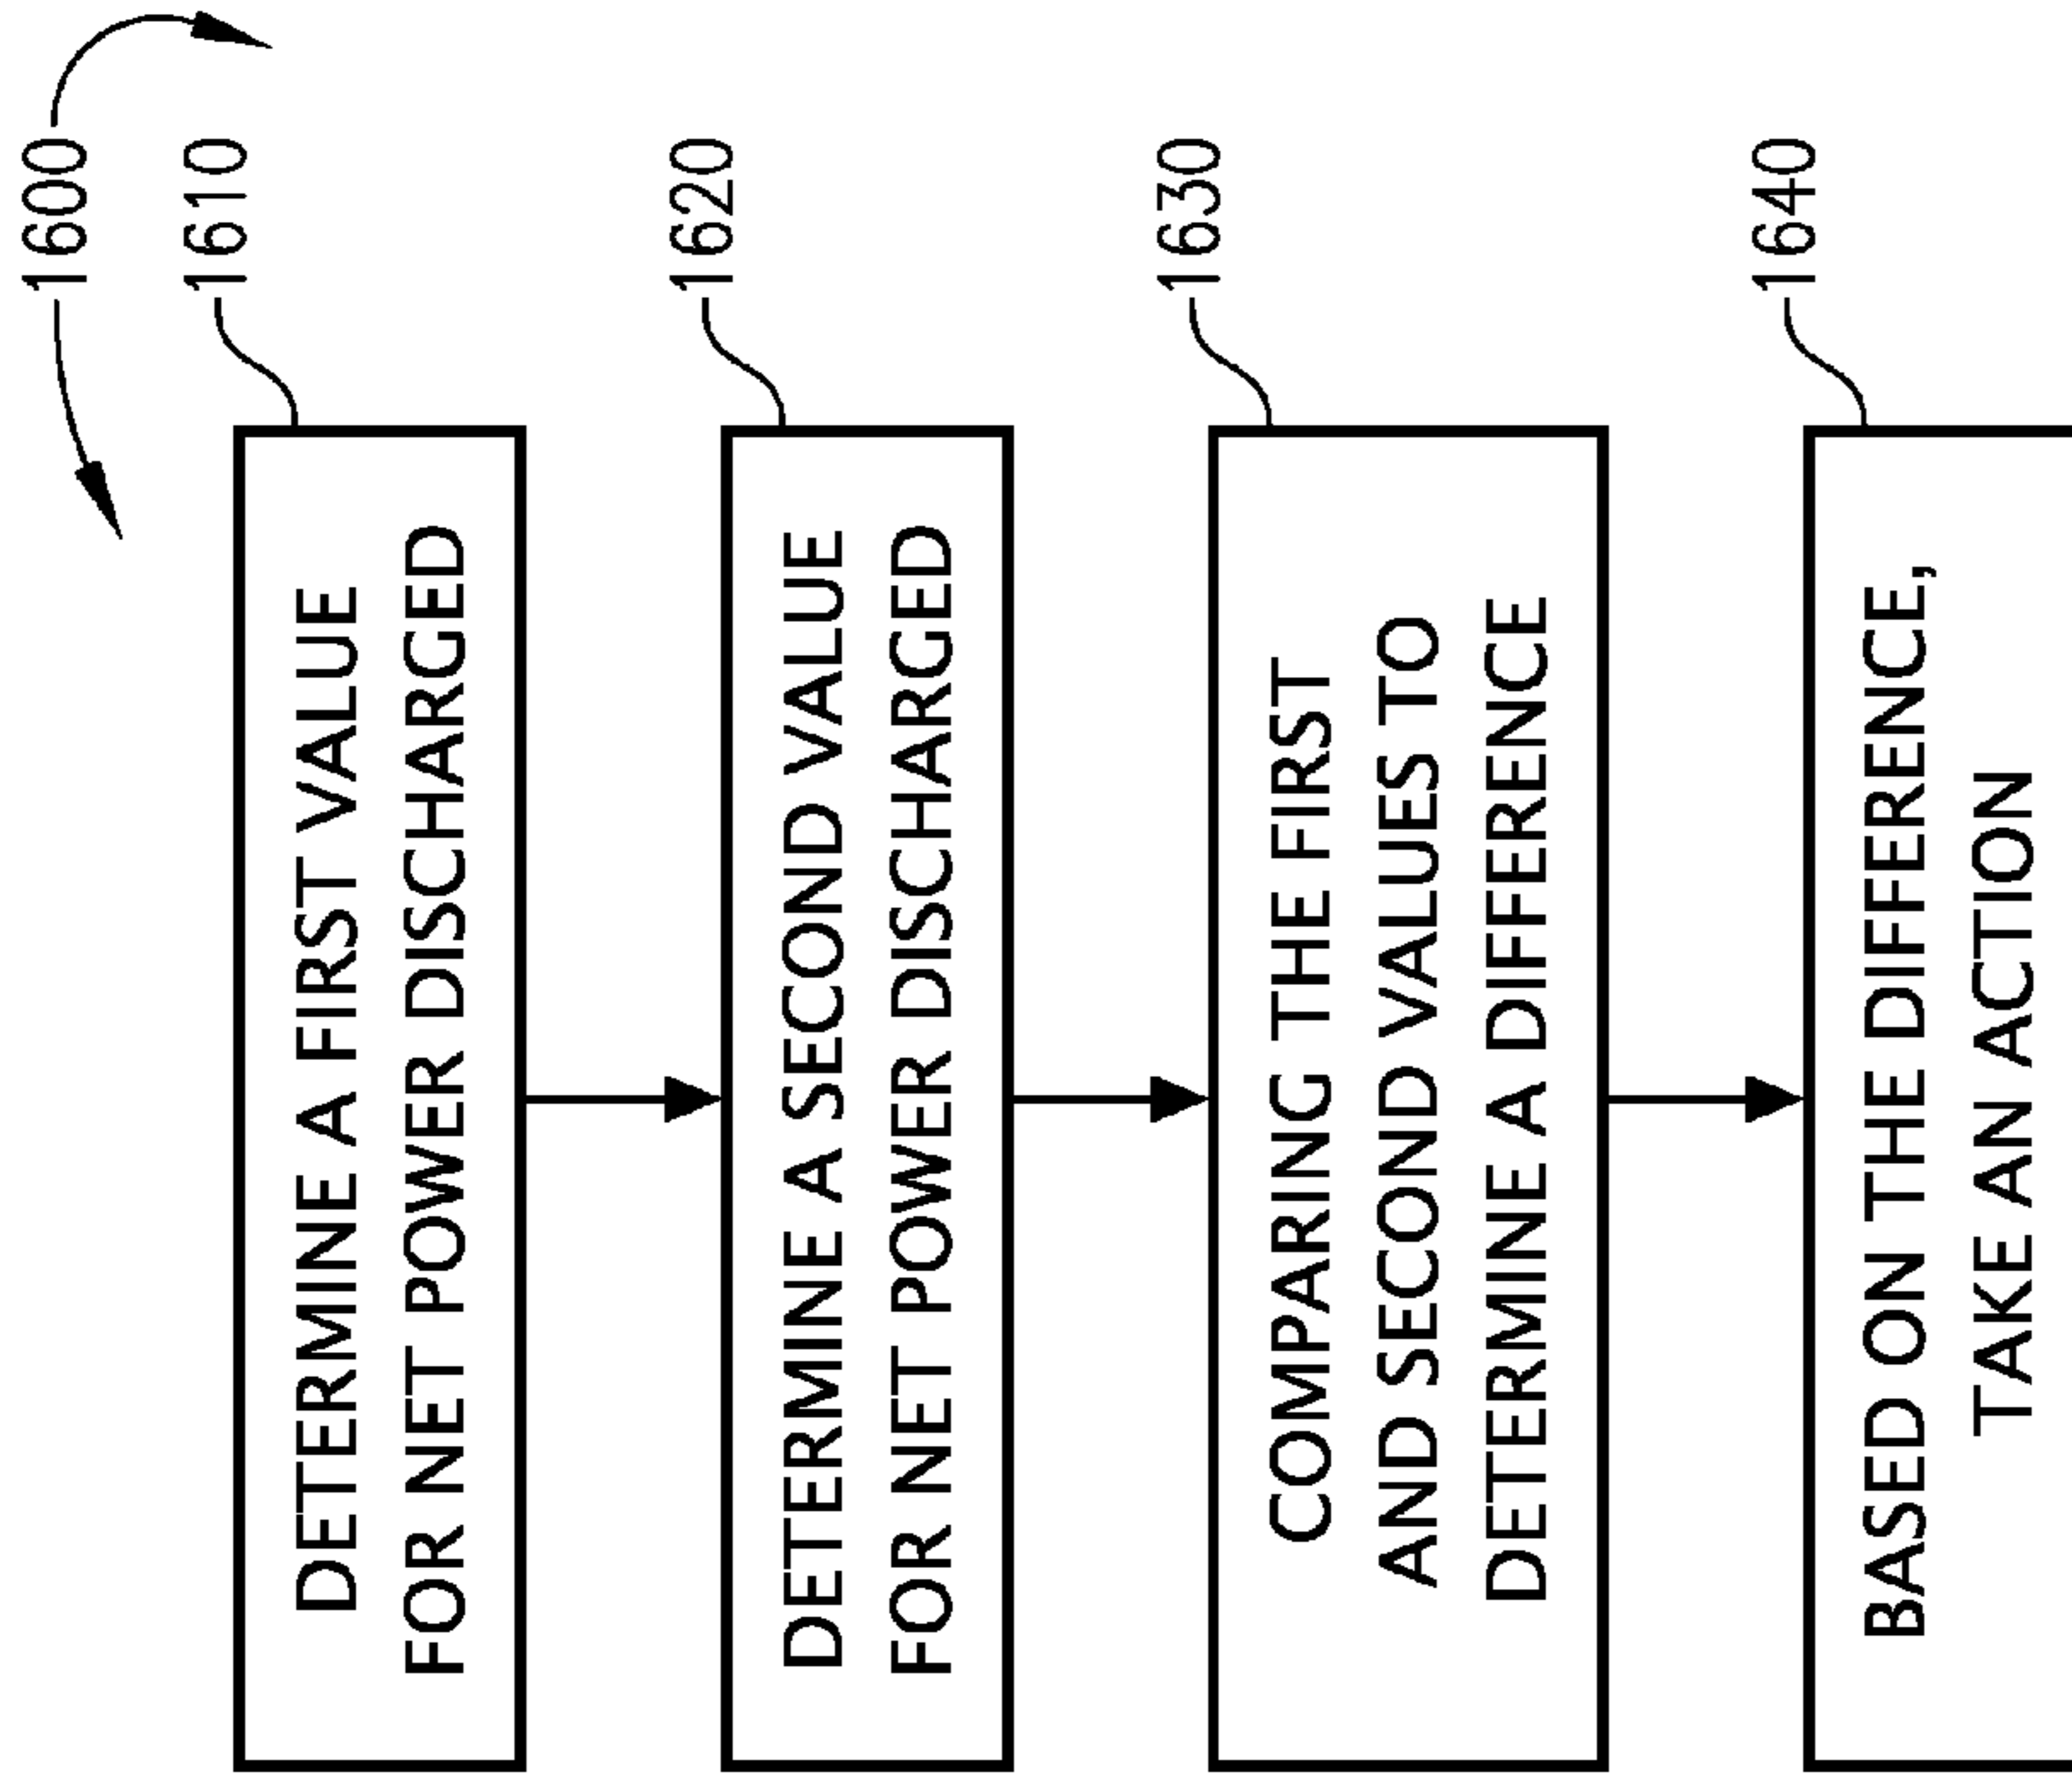 1600
1610
DETERMINE A FIRST VALUE
FOR NET POWER DISCHARGED
1620
DETERMINE A SECOND VALUE
FOR NET POWER DISCHARGED
1630
COMPARING THE FIRST
AND SECOND VALUES TO
DETERMINE A DIFFERENCE
1640
BASED ON THE DIFFERENCE,
TAKE AN ACTION